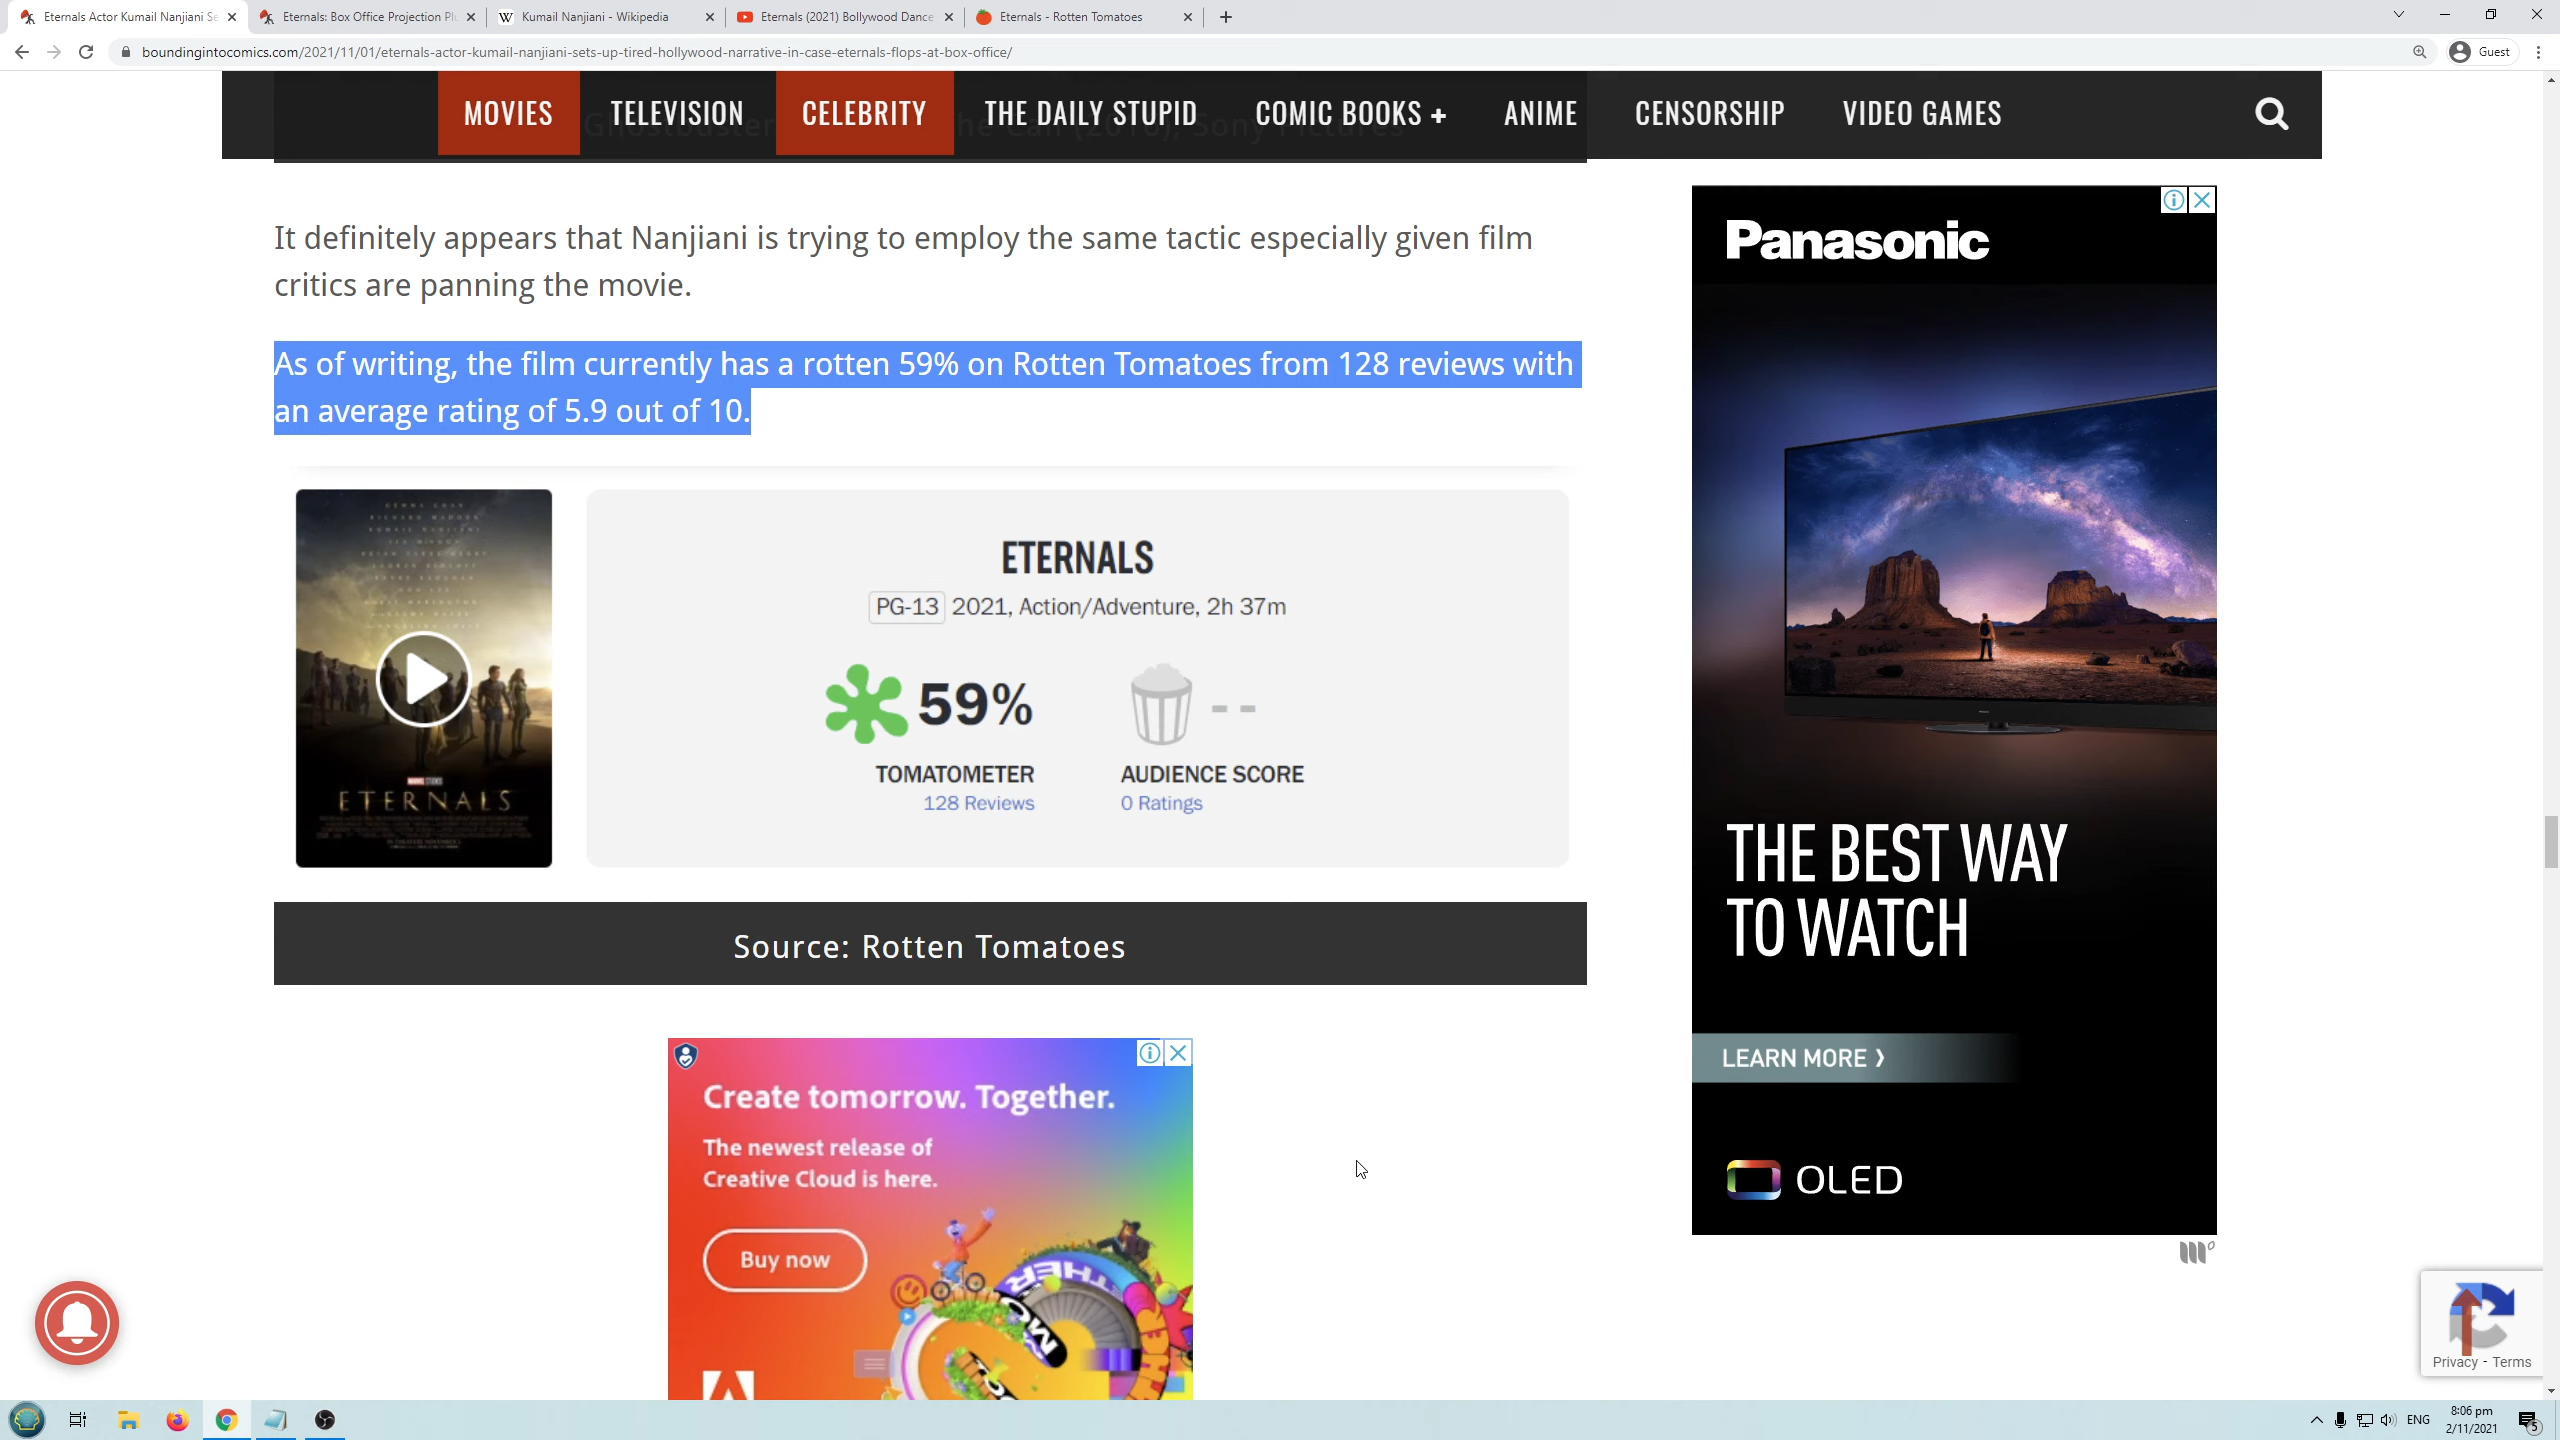 Eternals Actor Kumail Nanjiani Se
Eternals: Box Office Projection Pl
Kumail Nanjiani - Wikipedia
Eternals (2021) Bollywood Dance
Eternals - Rotten Tomatoes
boundingintocomics.com/2021/11/01/eternals-actor-kumail-nanjiani-sets-up-tired-hollywood-narrative-in-case-eternals-flops-at-box-office/
Guest
MOVIES
TELEVISION
CELEBRITY
THE DAILY STUPID
COMIC BOOKS +
ANIME
CENSORSHIP
VIDEO GAMES
It definitely appears that Nanjiani is trying to employ the same tactic especially given film
critics are panning the movie.
As of writing, the film currently has a rotten 59% on Rotten Tomatoes from 128 reviews with
an average rating of 5.9 out of 10.
MARVEL STUDIOS
ETERNALS
ETERNALS
PG-13 2021, Action/Adventure, 2h 37m
59%
- -
TOMATOMETER
AUDIENCE SCORE
128 Reviews
0 Ratings
Source: Rotten Tomatoes
Create tomorrow. Together.
The newest release of
Creative Cloud is here.
Buy now
Panasonic
THE BEST WAY
TO WATCH
LEARN MORE ❯
OLED
Privacy - Terms
ENG
8:06 pm
2/11/2021
5